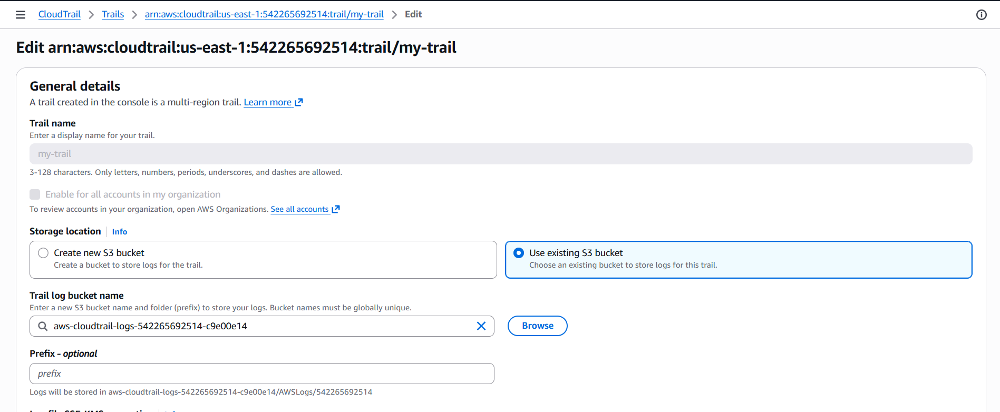 CloudTrail > Trails > arn:aws:cloudtrail:us-east-1:542265692514:trail/my-trail > Edit
Edit arn:aws:cloudtrail:us-east-1:542265692514:trail/my-trail
General details
A trail created in the console is a multi-region trail. Learn more
Trail name
Enter a display name for your trail.
my-trail
3-128 characters. Only letters, numbers, periods, underscores, and dashes are allowed.
Enable for all accounts in my organization
To review accounts in your organization, open AWS Organizations. See all accounts
Storage location Info
Create new S3 bucket
Create a bucket to store logs for the trail.
Use existing S3 bucket
Choose an existing bucket to store logs for this trail.
Trail log bucket name
Enter a new S3 bucket name and folder (prefix) to store your logs. Bucket names must be globally unique.
aws-cloudtrail-logs-542265692514-c9e00e14
Browse
Prefix - optional
prefix
Logs will be stored in aws-cloudtrail-logs-542265692514-c9e00e14/AWSLogs/542265692514